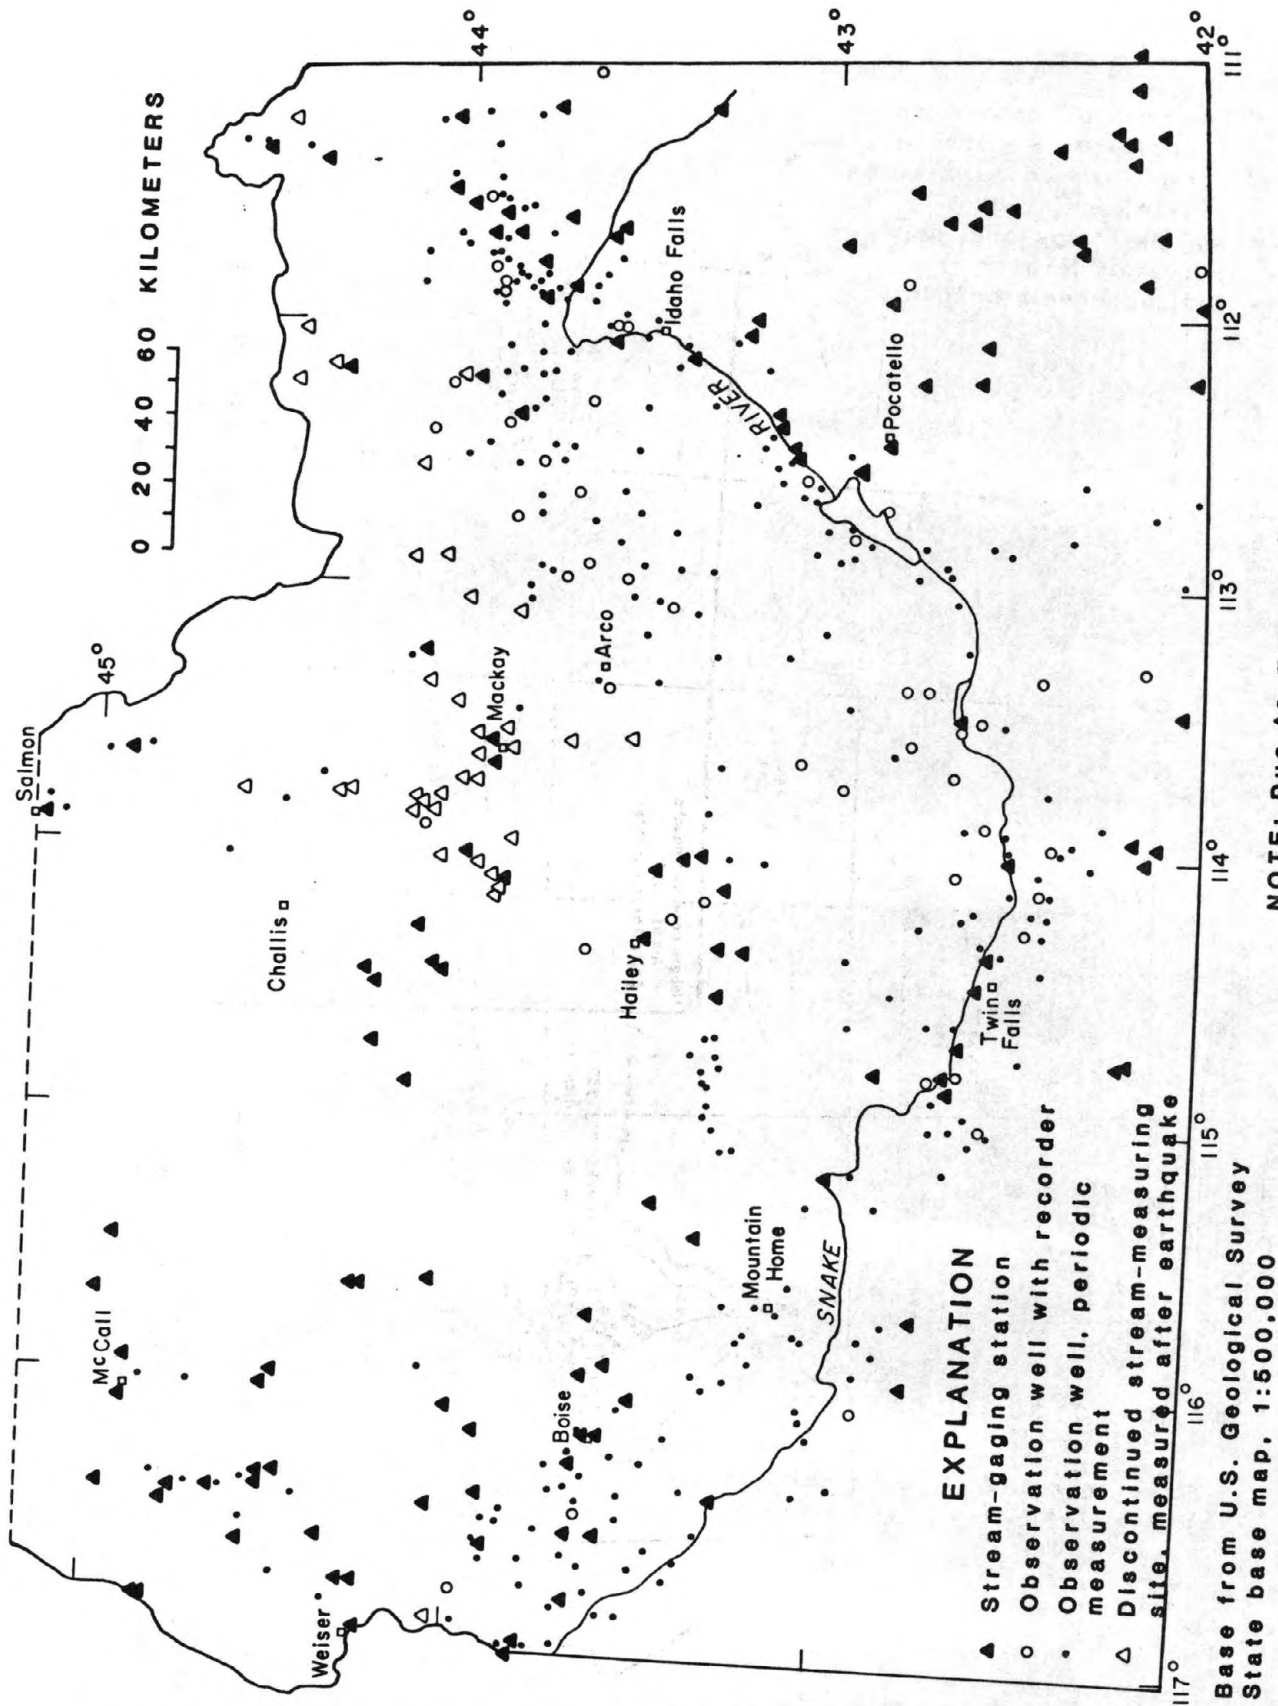 Salmon
45°
McCall
Challis
0 20 40 60 KILOMETERS
Weiser
Mackay
44°
Boise
Hailey
Arco
Idaho Falls
Mountain
Home
RIVER
SNAKE
43°
Pocatello
Twin
Falls
EXPLANATION
Stream-gaging station
Observation well with recorder
Observation well, periodic
measurement
Discontinued stream-measuring
site, measured after earthquake
117°
116°
115°
114°
113°
112°
111°
42°
Base from U.S. Geological Survey
State base map, 1:500,000